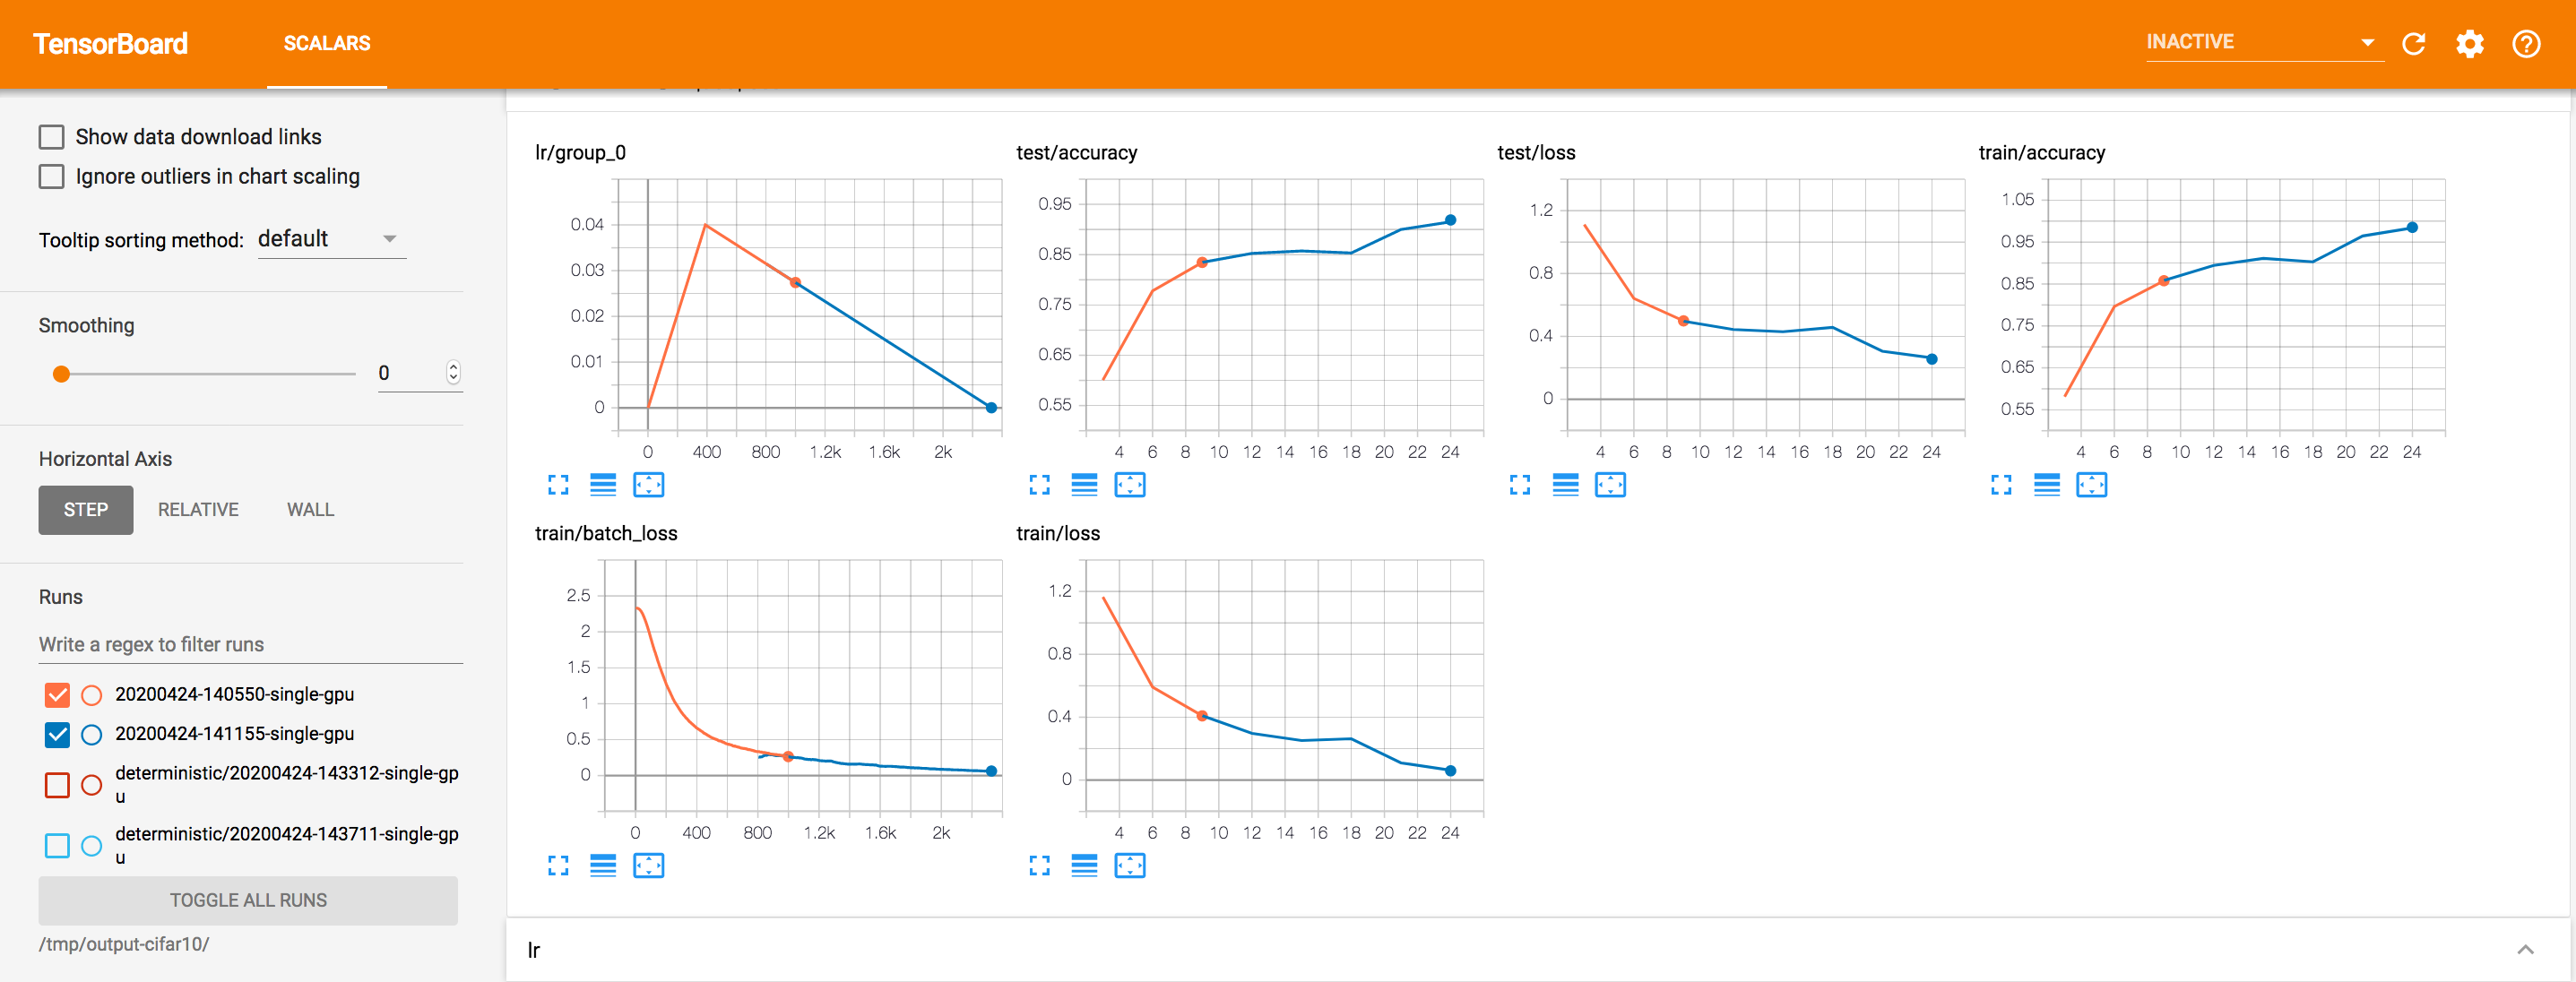 TensorBoard
SCALARS
INACTIVE
Show data download links
Ignore outliers in chart scaling
Tooltip sorting method: default
Smoothing
0
Horizontal Axis
STEP RELATIVE WALL
Runs
Write a regex to filter runs
20200424-140550-single-gpu
20200424-141155-single-gpu
deterministic/20200424-143312-single-gp
u
deterministic/20200424-143711-single-gp
u
TOGGLE ALL RUNS
/tmp/output-cifar10/
lr/group_0
0.04
0.03
0.02
0.01
0
0 400 800 1.2k 1.6k 2k
test/accuracy
0.95
0.85
0.75
0.65
0.55
4 6 8 10 12 14 16 18 20 22 24
test/loss
1.2
0.8
0.4
0
4 6 8 10 12 14 16 18 20 22 24
train/accuracy
1.05
0.95
0.85
0.75
0.65
0.55
4 6 8 10 12 14 16 18 20 22 24
train/batch_loss
2.5
2
1.5
1
0.5
0
0 400 800 1.2k 1.6k 2k
train/loss
1.2
0.8
0.4
0
4 6 8 10 12 14 16 18 20 22 24
lr